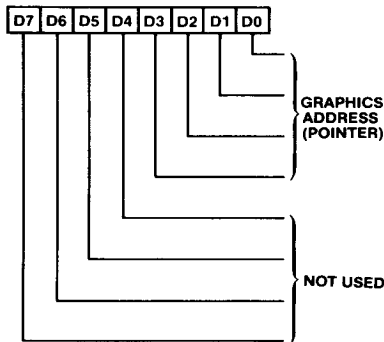 D7 D6 D5 D4 D3 D2 D1 D0
GRAPHICS
ADDRESS
(POINTER)
NOT USED